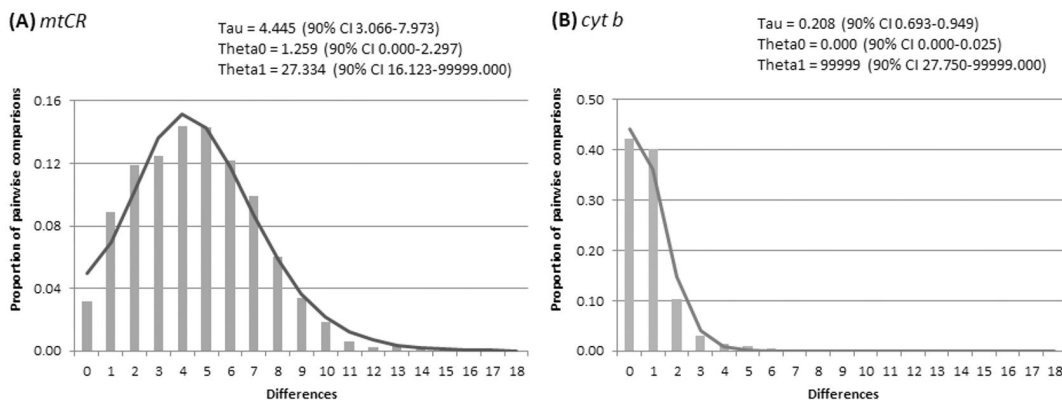 (A) mtCR
Tau = 4.445 (90% CI 3.066-7.973)
Theta0 = 1.259 (90% CI 0.000-2.297)
Theta1 = 27.334 (90% CI 16.123-99999.000)
Proportion of pairwise comparisons
0.16
0.12
0.08
0.04
0.00
0 1 2 3 4 5 6 7 8 9 10 11 12 13 14 15 16 17 18
Differences
(B) cyt b
Tau = 0.208 (90% CI 0.693-0.949)
Theta0 = 0.000 (90% CI 0.000-0.025)
Theta1 = 99999 (90% CI 27.750-99999.000)
Proportion of pairwise comparisons
0.50
0.40
0.30
0.20
0.10
0.00
0 1 2 3 4 5 6 7 8 9 10 11 12 13 14 15 16 17 18
Differences